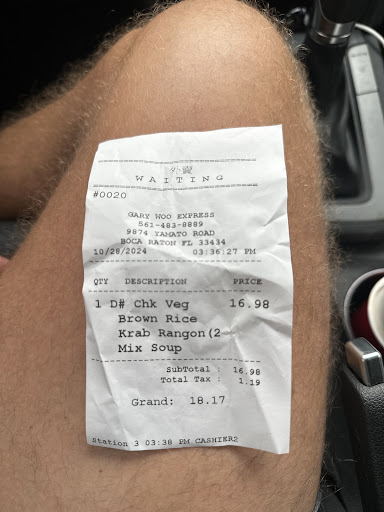 外賣
WAITING
#0020
GARY WOO EXPRESS
561-483-8889
9874 YAMATO ROAD
BOCA RATON FL 33434
10/28/2024 03:36:27 PM
QTY DESCRIPTION PRICE
1 D# Chk Veg 16.98
Brown Rice
Krab Rangon(2
Mix Soup
SubTotal : 16.98
Total Tax : 1.19
Grand: 18.17
Station 3 03:38 PM CASHIER2